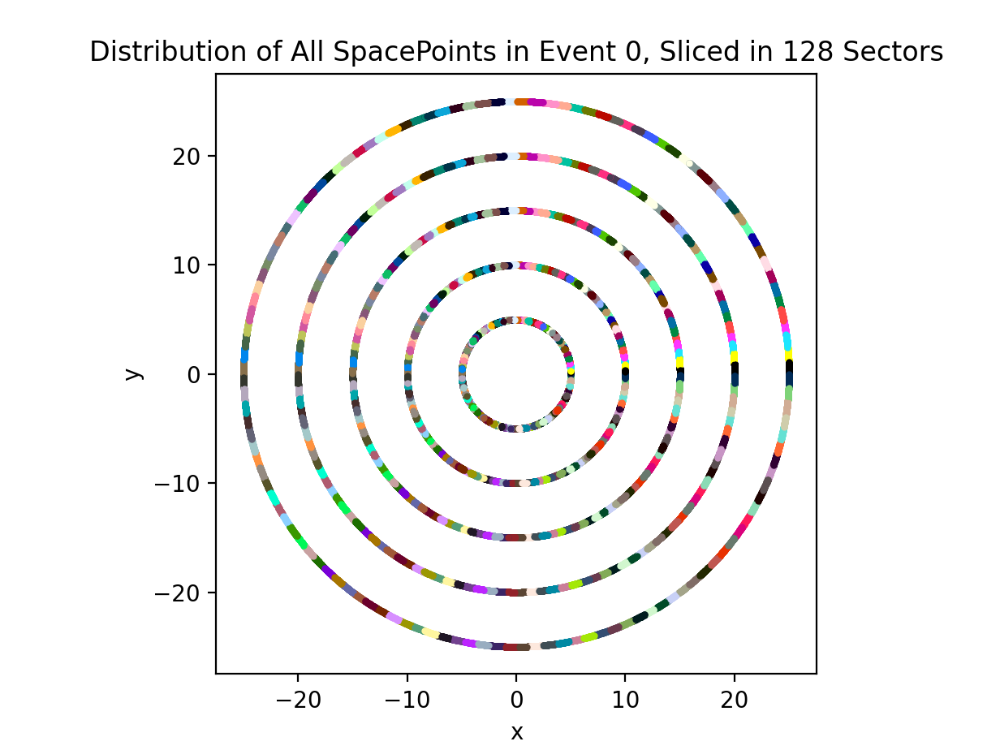 Distribution of All SpacePoints in Event 0, Sliced in 128 Sectors
20
10
y
0
−10
−20
−20 −10 0 10 20
x